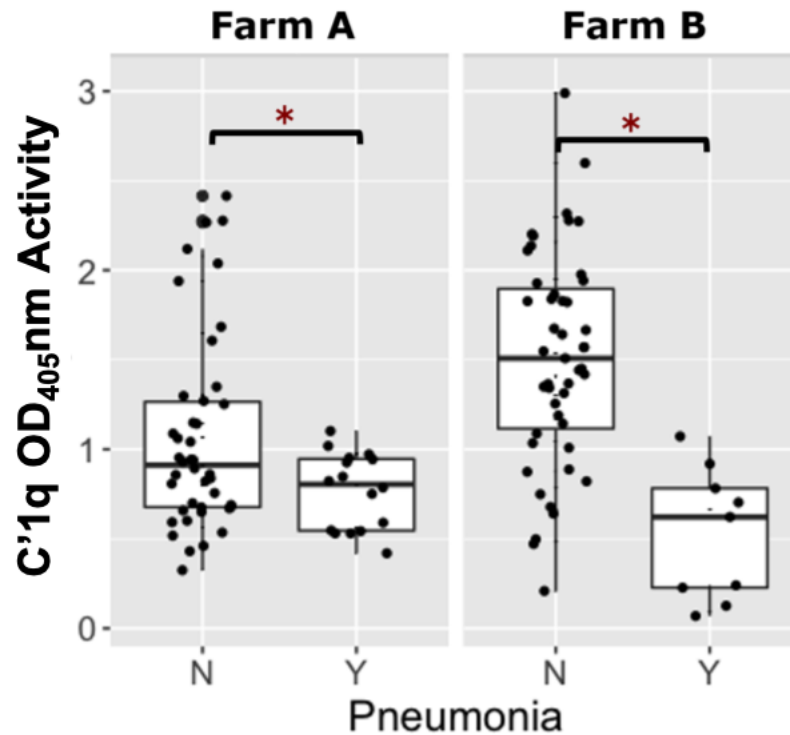 Farm A
Farm B
C'1q OD405nm Activity
3
2
1
0
*
*
N
Y
N
Y
Pneumonia